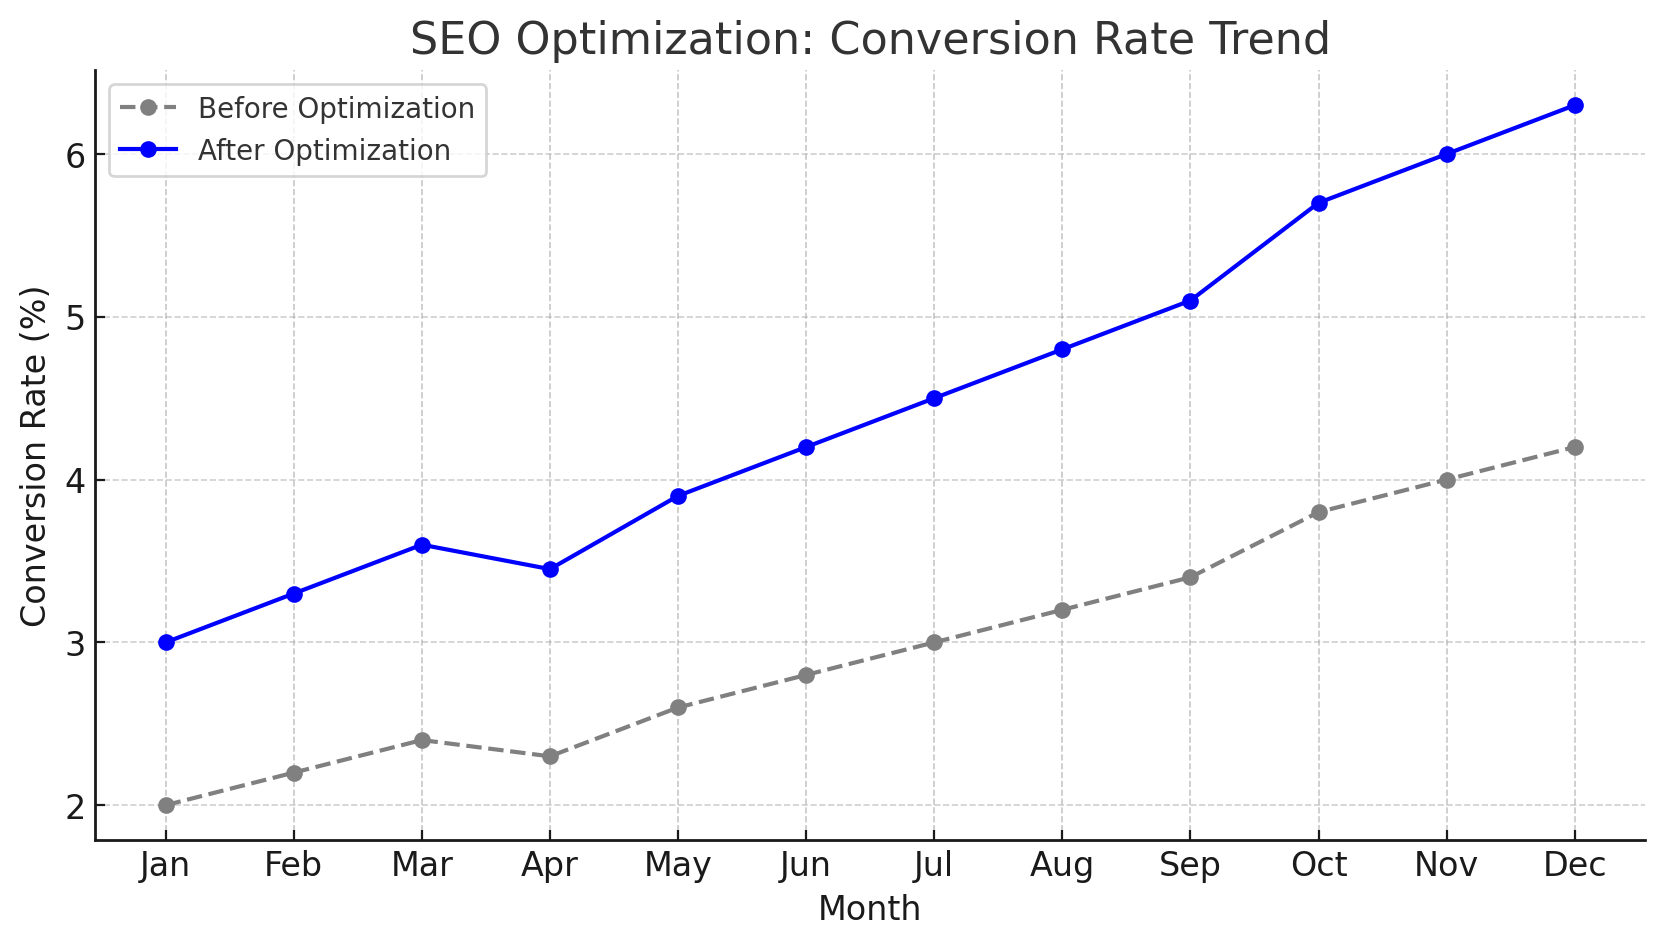 SEO Optimization: Conversion Rate Trend
Before Optimization
After Optimization
Conversion Rate (%)
6
5
4
3
2
Jan Feb Mar Apr May Jun Jul Aug Sep Oct Nov Dec
Month